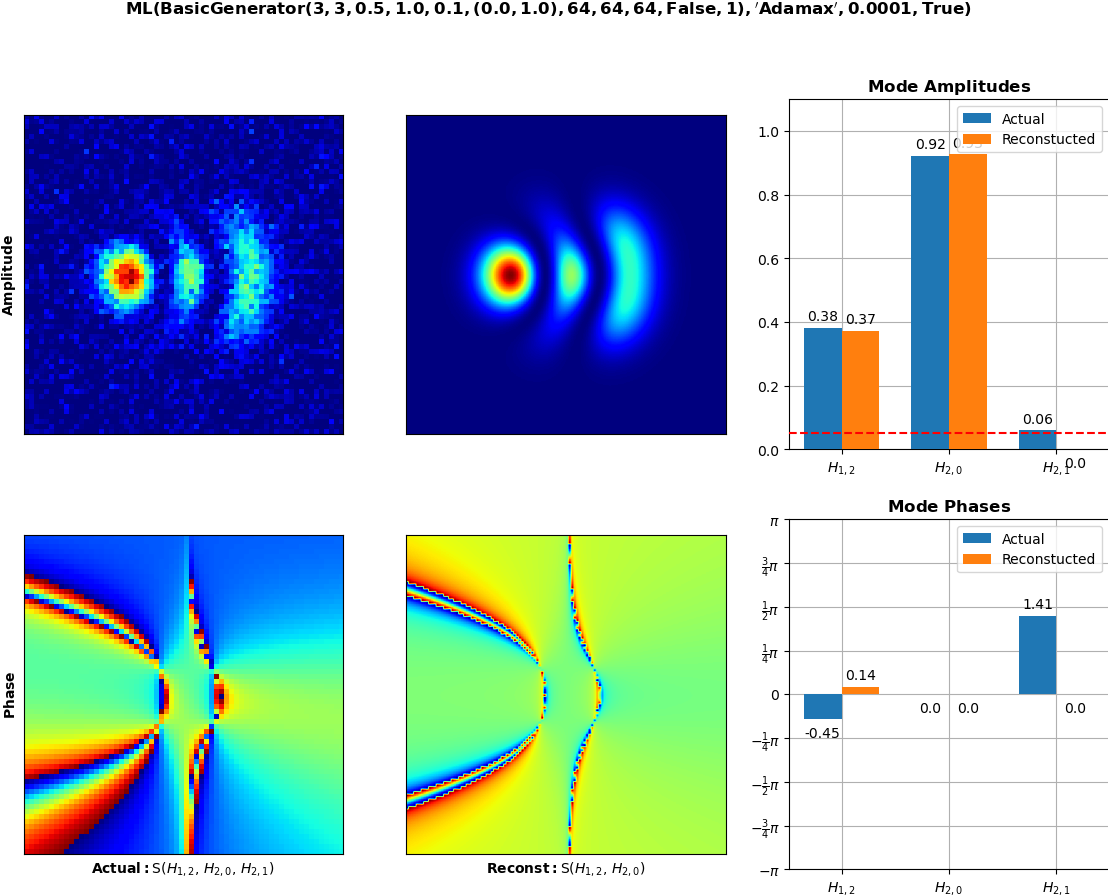 ML(BasicGenerator(3, 3, 0.5, 1.0, 0.1, (0.0, 1.0), 64, 64, 64, False, 1), ′Adamax′, 0.0001, True)
Amplitude
Mode Amplitudes
Actual
Reconstucted
1.0
0.8
0.6
0.4
0.2
0.0
0.38
0.37
0.92
0.06
0.0
H1,2
H2,0
H2,1
Phase
Actual: S(H1,2, H2,0, H2,1)
Reconst: S(H1,2, H2,0)
Mode Phases
Actual
Reconstucted
π
3/4π
1/2π
1/4π
0
−1/4π
−1/2π
−3/4π
−π
-0.45
0.14
0.0
0.0
1.41
0.0
H1,2
H2,0
H2,1